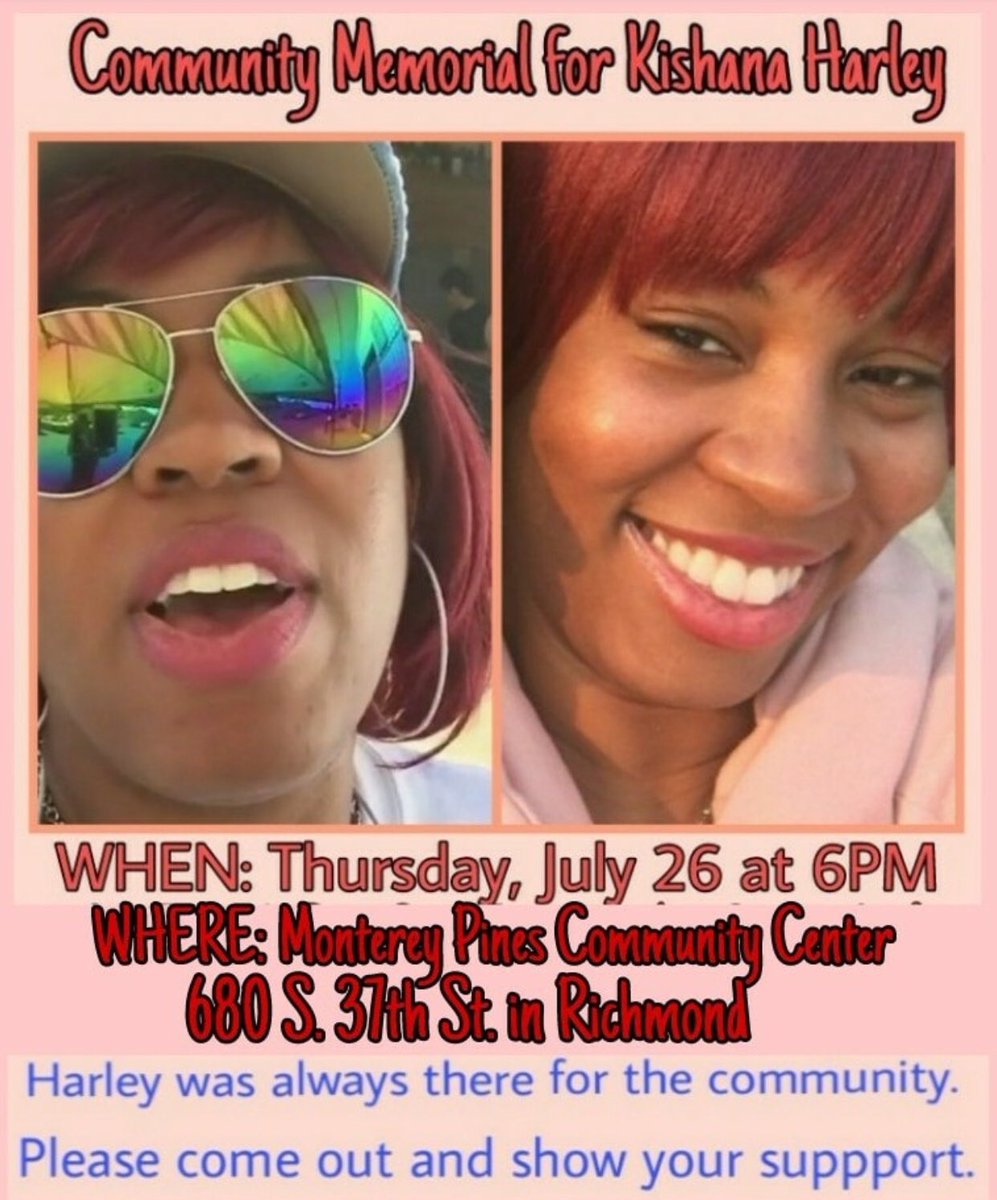 Community Memorial for Kishana Harley
WHEN: Thursday, July 26 at 6PM
WHERE: Monterey Pines Community Center
680 S. 37th St. in Richmond
Harley was always there for the community.
Please come out and show your suppport.